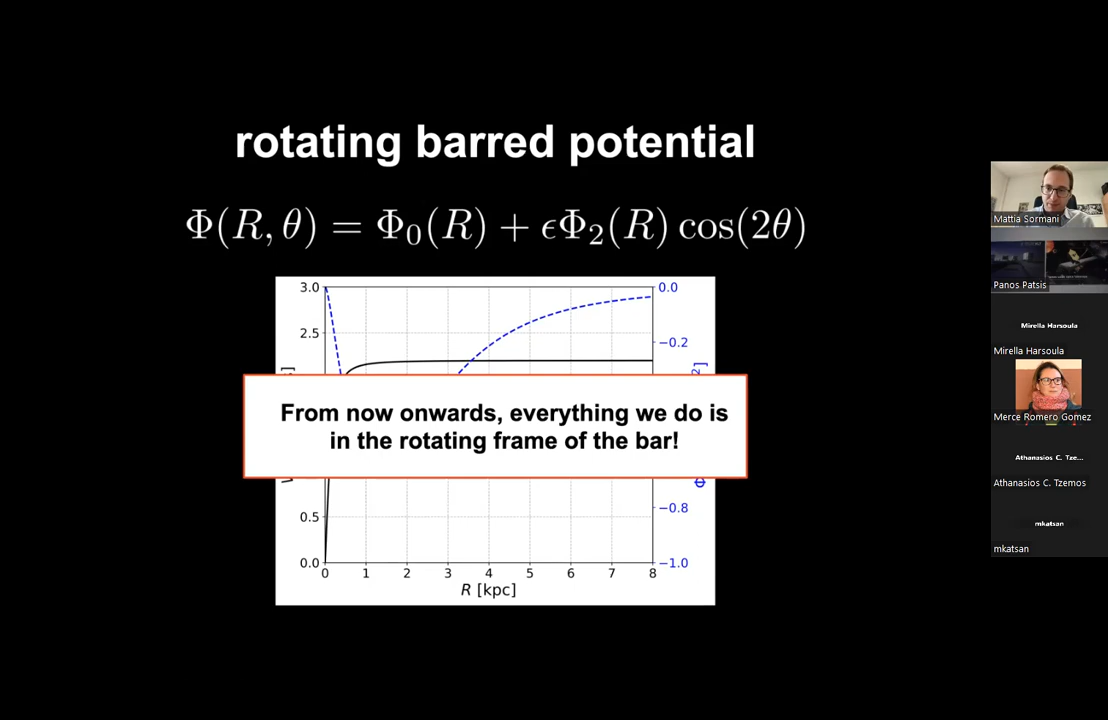 rotating barred potential
Φ(R, θ) = Φ₀(R) + ϵΦ₂(R) cos(2θ)
3.0
2.5
0.5
0.0
0.0
−0.2
−0.8
−1.0
From now onwards, everything we do is
in the rotating frame of the bar!
0 1 2 3 4 5 6 7 8
R [kpc]
Mattia Sormani
Panos Patsis
Mirella Harsoula
Mirella Harsoula
Merce Romero Gomez
Athanasios C. Tze...
Athanasios C. Tzemos
mkatsan
mkatsan